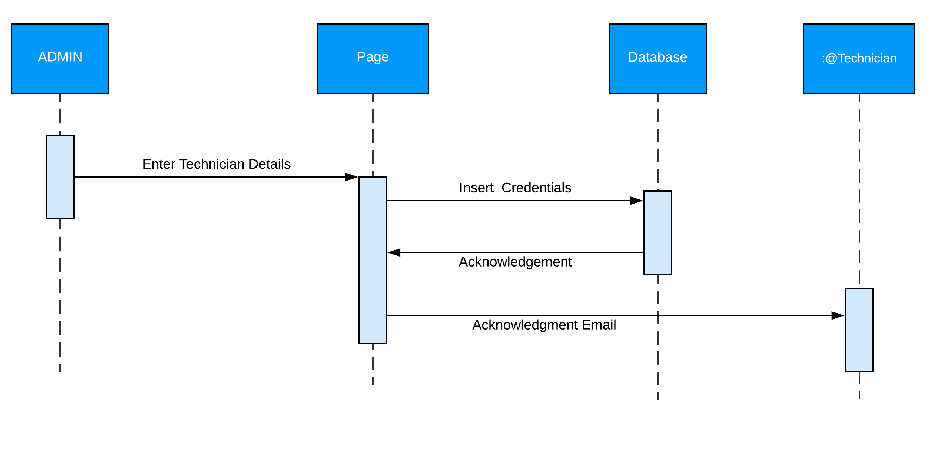 ADMIN
Page
Database
:@Technician
Enter Technician Details
Insert  Credentials
Acknowledgement
Acknowledgment Email